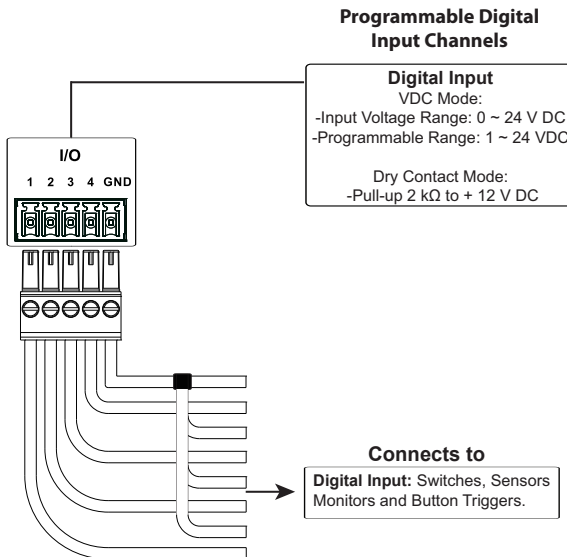 Programmable Digital
Input Channels
Digital Input
VDC Mode:
-Input Voltage Range: 0 ~ 24 V DC
-Programmable Range: 1 ~ 24 VDC
Dry Contact Mode:
-Pull-up 2 kΩ to + 12 V DC
I/O
1 2 3 4 GND
Connects to
Digital Input: Switches, Sensors
Monitors and Button Triggers.